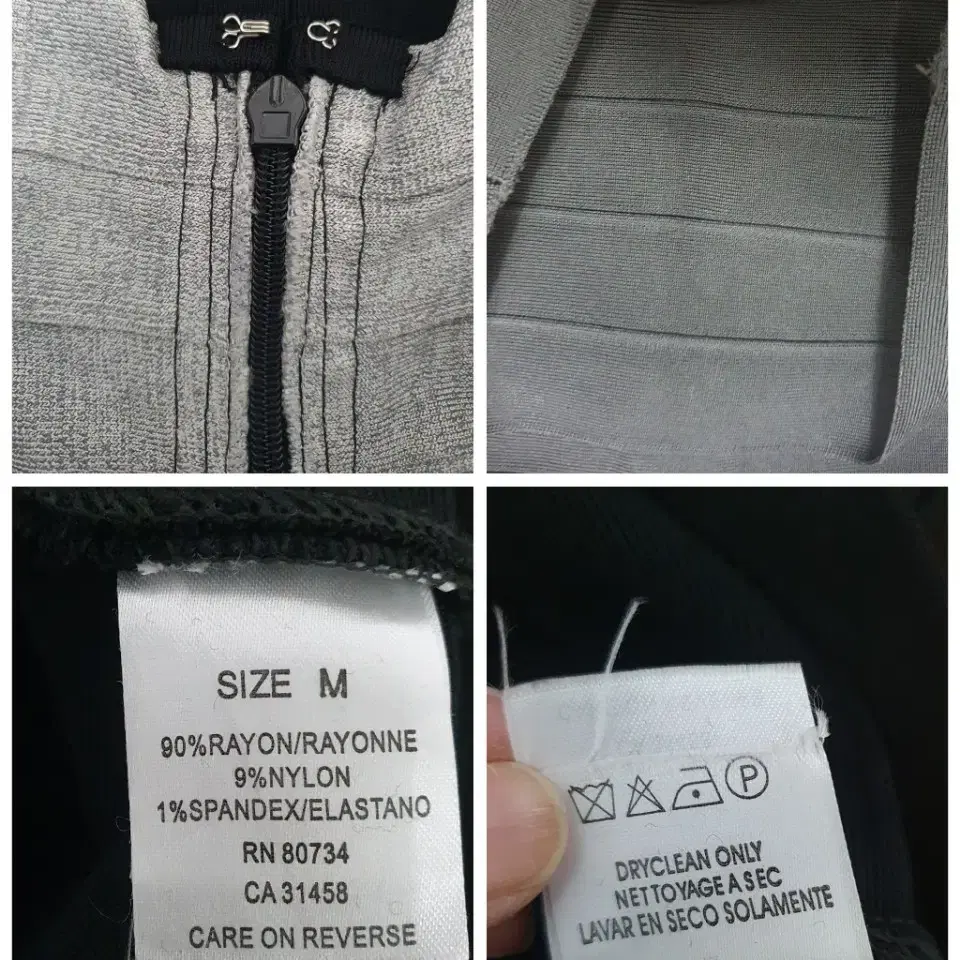 SIZE M
90%RAYON/RAYONNE
9%NYLON
1%SPANDEX/ELASTANO
RN 80734
CA 31458
CARE ON REVERSE
P
DRYCLEAN ONLY
NETTOYAGE A SEC
LAVAR EN SECO SOLAMENTE